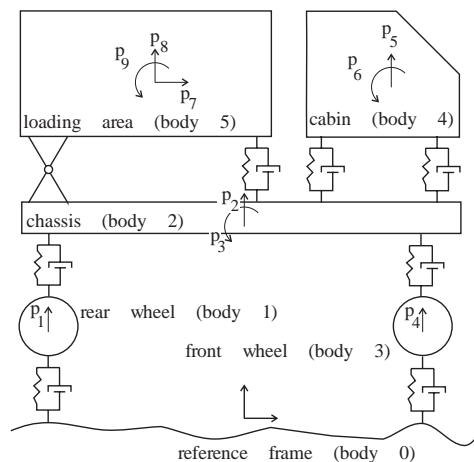 p8
p9
p7
loading area (body 5)
p5
p6
cabin (body 4)
p2
chassis (body 2)
p3
p1
rear wheel (body 1)
p4
front wheel (body 3)
reference frame (body 0)